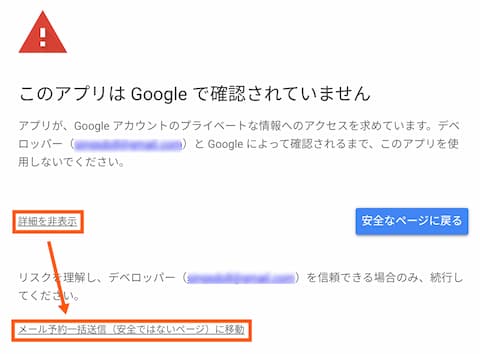 このアプリは Google で確認されていません
アプリが、Google アカウントのプライベートな情報へのアクセスを求めています。デベ
ロッパー（）と Google によって確認されるまで、このアプリを使
用しないでください。
詳細を非表示
安全なページに戻る
リスクを理解し、デベロッパー（）を信頼できる場合のみ、続行し
てください。
メール予約一括送信（安全ではないページ）に移動